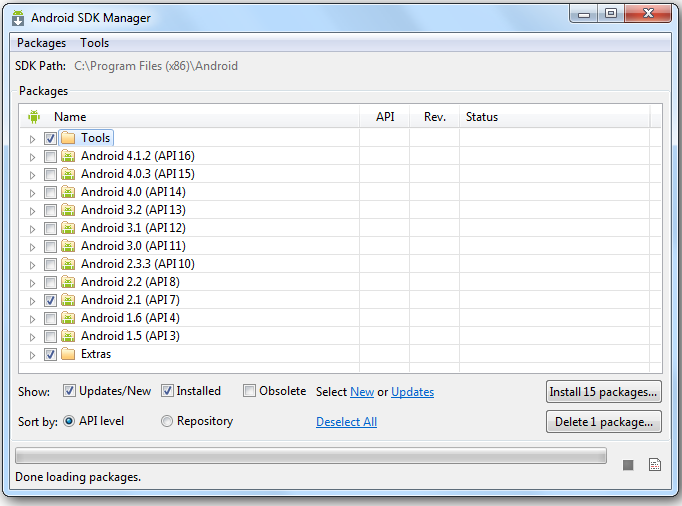 Android SDK Manager
Packages Tools
SDK Path: C:\Program Files (x86)\Android
Packages
Name API Rev. Status
Tools
Android 4.1.2 (API 16)
Android 4.0.3 (API 15)
Android 4.0 (API 14)
Android 3.2 (API 13)
Android 3.1 (API 12)
Android 3.0 (API 11)
Android 2.3.3 (API 10)
Android 2.2 (API 8)
Android 2.1 (API 7)
Android 1.6 (API 4)
Android 1.5 (API 3)
Extras
Show: Updates/New Installed Obsolete Select New or Updates Install 15 packages...
Sort by: API level Repository Deselect All Delete 1 package...
Done loading packages.